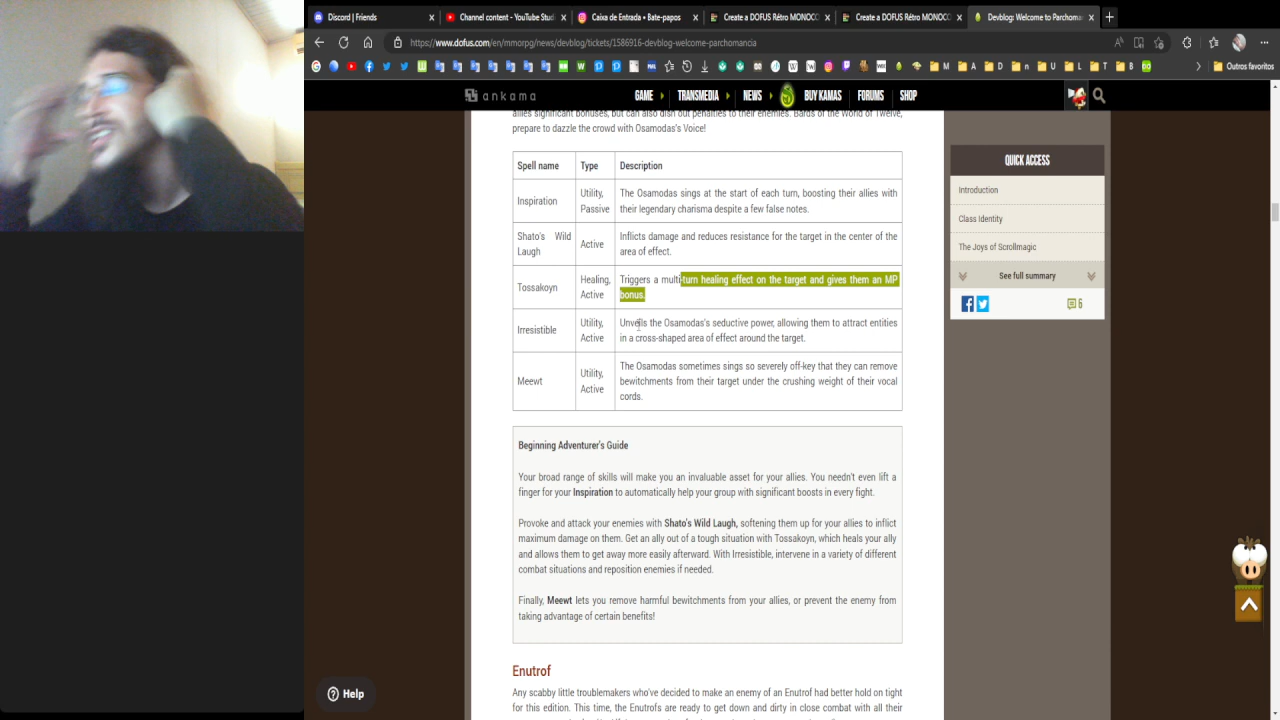 Discord | Friends
Channel content - YouTube Stud
Caixa de Entrada • Bate-papos
Create a DOFUS Rétro MONOCO
Create a DOFUS Rétro MONOCO
Devblog: Welcome to Parchoman
https://www.dofus.com/en/mmorpg/news/devblog/tickets/1586916-devblog-welcome-parchomancia
M
A
D
n
U
L
T
B
Outros favoritos
ankama
GAME
TRANSMEDIA
NEWS
BUY KAMAS
FORUMS
SHOP
allies significant bonuses, but can also dish out penalties to their enemies. Bards of the World of Twelve,
prepare to dazzle the crowd with Osamodas's Voice!
Spell name Type Description
Inspiration
Utility,
Passive
The Osamodas sings at the start of each turn, boosting their allies with
their legendary charisma despite a few false notes.
Shato's Wild
Laugh
Active
Inflicts damage and reduces resistance for the target in the center of the
area of effect.
Tossakoyn
Healing,
Active
Triggers a multi-turn healing effect on the target and gives them an MP
bonus.
Irresistible
Utility,
Active
Unveils the Osamodas's seductive power, allowing them to attract entities
in a cross-shaped area of effect around the target.
Meewt
Utility,
Active
The Osamodas sometimes sings so severely off-key that they can remove
bewitchments from their target under the crushing weight of their vocal
cords.
Beginning Adventurer's Guide
Your broad range of skills will make you an invaluable asset for your allies. You needn't even lift a
finger for your Inspiration to automatically help your group with significant boosts in every fight.
Provoke and attack your enemies with Shato's Wild Laugh, softening them up for your allies to inflict
maximum damage on them. Get an ally out of a tough situation with Tossakoyn, which heals your ally
and allows them to get away more easily afterward. With Irresistible, intervene in a variety of different
combat situations and reposition enemies if needed.
Finally, Meewt lets you remove harmful bewitchments from your allies, or prevent the enemy from
taking advantage of certain benefits!
Enutrof
Any scabby little troublemakers who've decided to make an enemy of an Enutrof had better hold on tight
for this edition. This time, the Enutrofs are ready to get down and dirty in close combat with all their
QUICK ACCESS
Introduction
Class Identity
The Joys of Scrollmagic
See full summary
6
Help